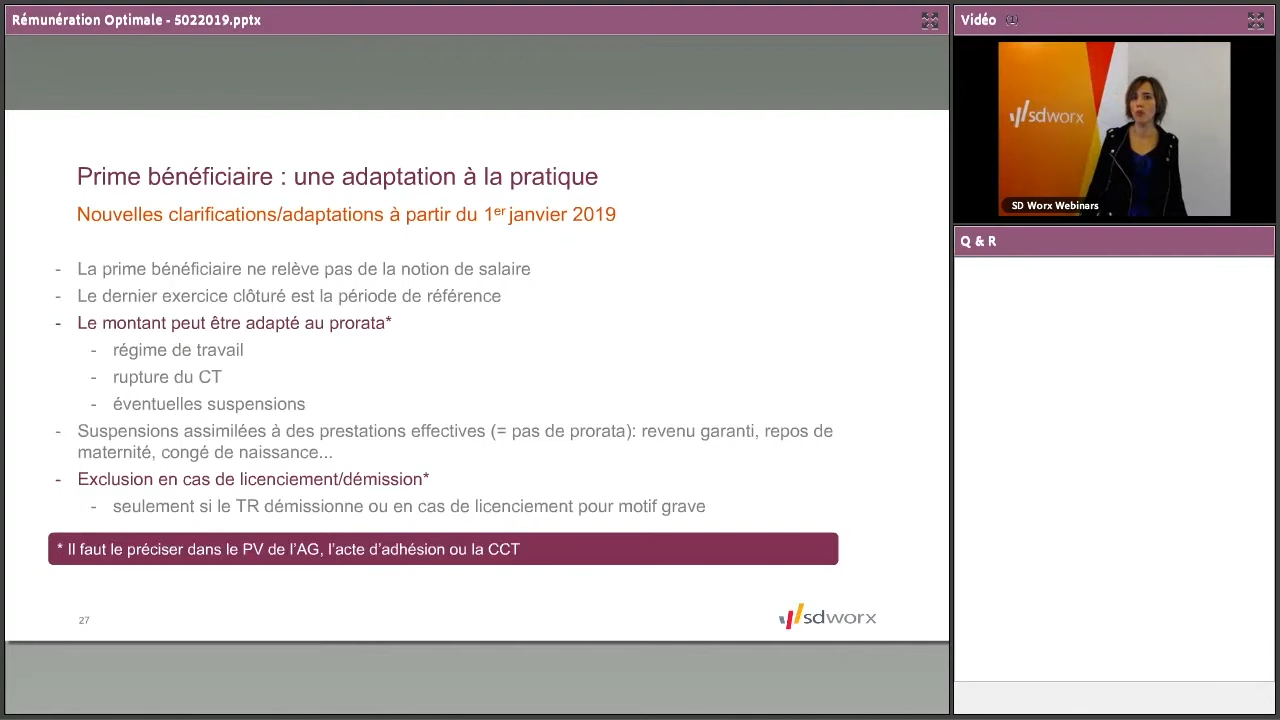 Rémunération Optimale - 5022019.pptx
Vidéo (1)
sdworx
SD Worx Webinars
Q & R
Prime bénéficiaire : une adaptation à la pratique
Nouvelles clarifications/adaptations à partir du 1er janvier 2019
- La prime bénéficiaire ne relève pas de la notion de salaire
- Le dernier exercice clôturé est la période de référence
- Le montant peut être adapté au prorata*
- régime de travail
- rupture du CT
- éventuelles suspensions
- Suspensions assimilées à des prestations effectives (= pas de prorata): revenu garanti, repos de
maternité, congé de naissance...
- Exclusion en cas de licenciement/démission*
- seulement si le TR démissionne ou en cas de licenciement pour motif grave
* Il faut le préciser dans le PV de l'AG, l'acte d'adhésion ou la CCT
27
sdworx